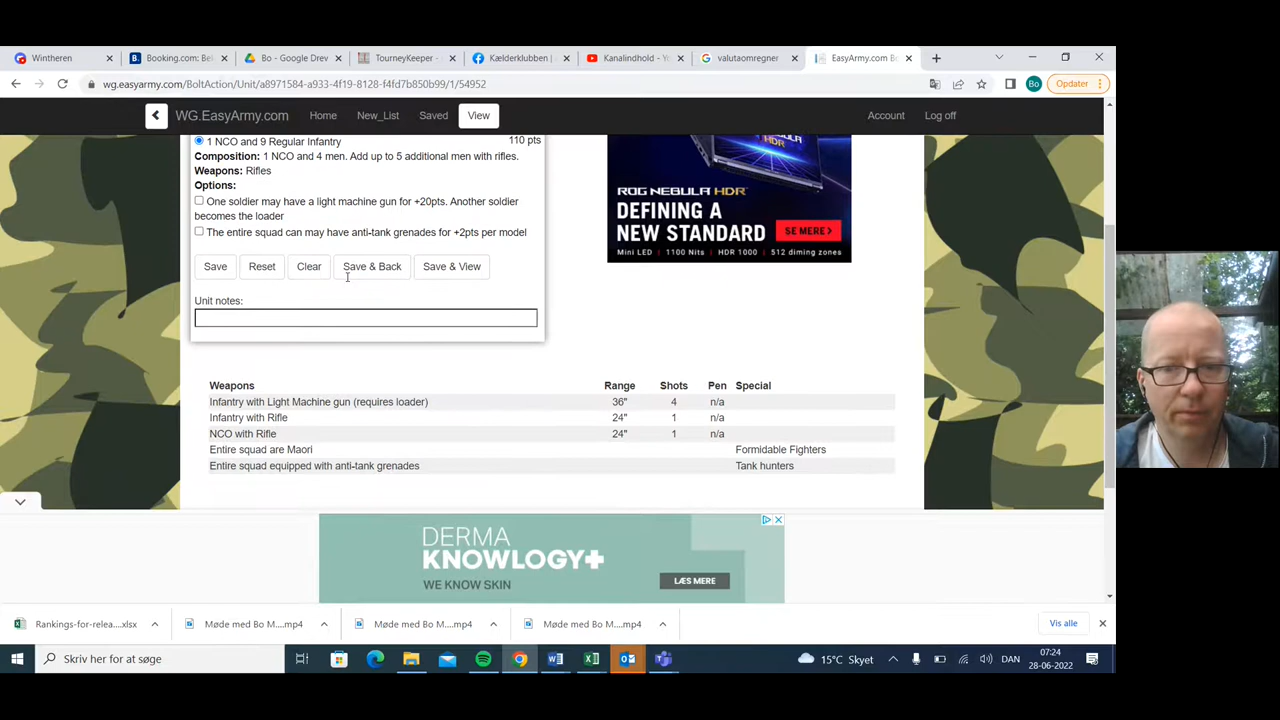 Wintheren
Booking.com: Bel
Bo - Google Drev
TourneyKeeper -
Kælderklubben |
Kanalindhold - Yo
valutaomregner
EasyArmy.com Bo
wg.easyarmy.com/BoltAction/Unit/a8971584-a933-4f19-8128-f4fd7b850b99/1/54952
Bo
Opdater
WG.EasyArmy.com
Home
New_List
Saved
View
Account
Log off
1 NCO and 9 Regular Infantry
110 pts
Composition: 1 NCO and 4 men. Add up to 5 additional men with rifles.
Weapons: Rifles
Options:
One soldier may have a light machine gun for +20pts. Another soldier
becomes the loader
The entire squad can may have anti-tank grenades for +2pts per model
Save
Reset
Clear
Save & Back
Save & View
Unit notes:
ROG NEBULA HDR
DEFINING A
NEW STANDARD
SE MERE >
Mini LED | 1100 Nits | HDR 1000 | 512 diming zones
Weapons Range Shots Pen Special
Infantry with Light Machine gun (requires loader) 36" 4 n/a
Infantry with Rifle 24" 1 n/a
NCO with Rifle 24" 1 n/a
Entire squad are Maori Formidable Fighters
Entire squad equipped with anti-tank grenades Tank hunters
DERMA
KNOWLOGY+
WE KNOW SKIN
LÆS MERE
Rankings-for-relea....xlsx
Møde med Bo M....mp4
Møde med Bo M....mp4
Møde med Bo M....mp4
Vis alle
Skriv her for at søge
15°C Skyet
DAN
07:24
28-06-2022